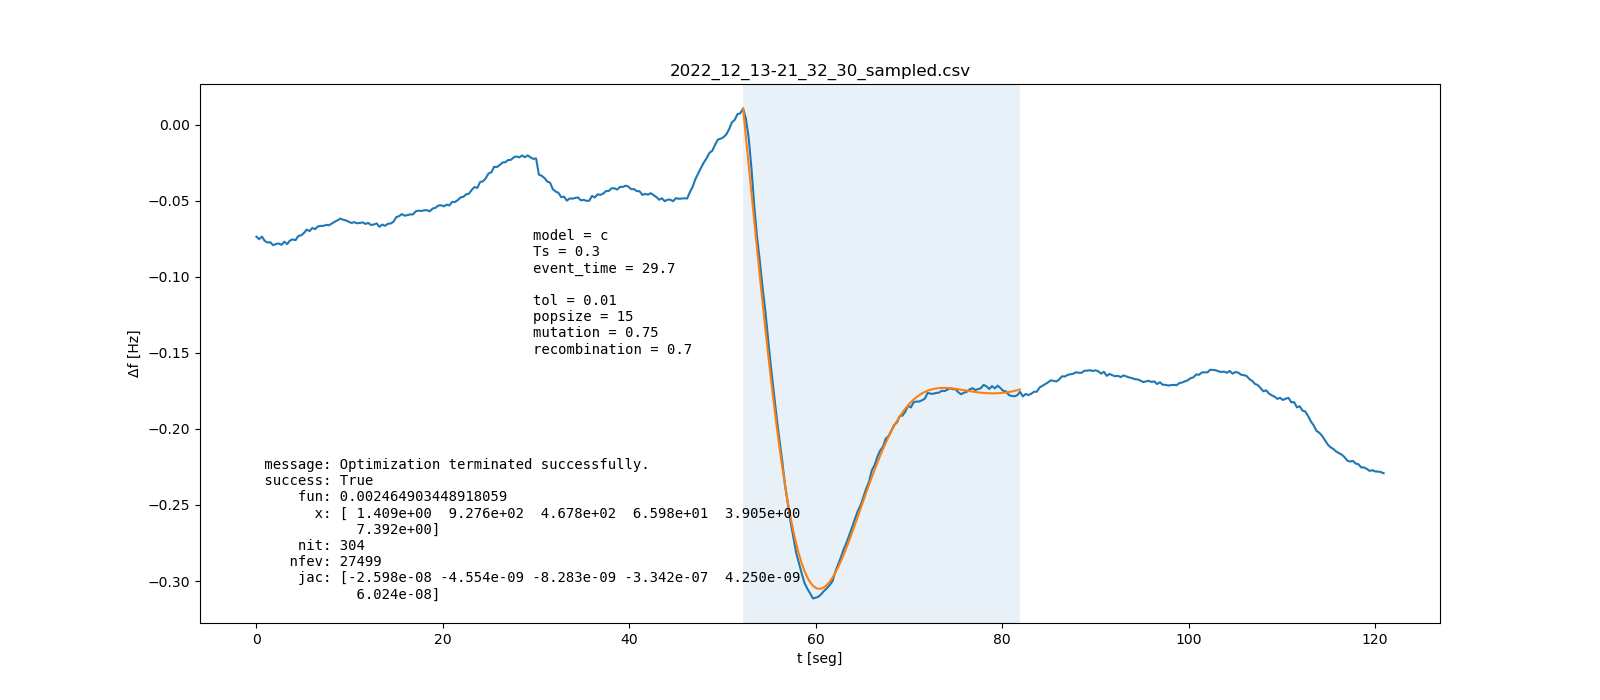 2022_12_13-21_32_30_sampled.csv
0.00
−0.05
−0.10
−0.15
−0.20
−0.25
−0.30
Δf [Hz]
model = c
Ts = 0.3
event_time = 29.7
tol = 0.01
popsize = 15
mutation = 0.75
recombination = 0.7
message: Optimization terminated successfully.
success: True
fun: 0.002464903448918059
x: [ 1.409e+00  9.276e+02  4.678e+02  6.598e+01  3.905e+00
7.392e+00]
nit: 304
nfev: 27499
jac: [-2.598e-08 -4.554e-09 -8.283e-09 -3.342e-07  4.250e-09
6.024e-08]
0 20 40 60 80 100 120
t [seg]